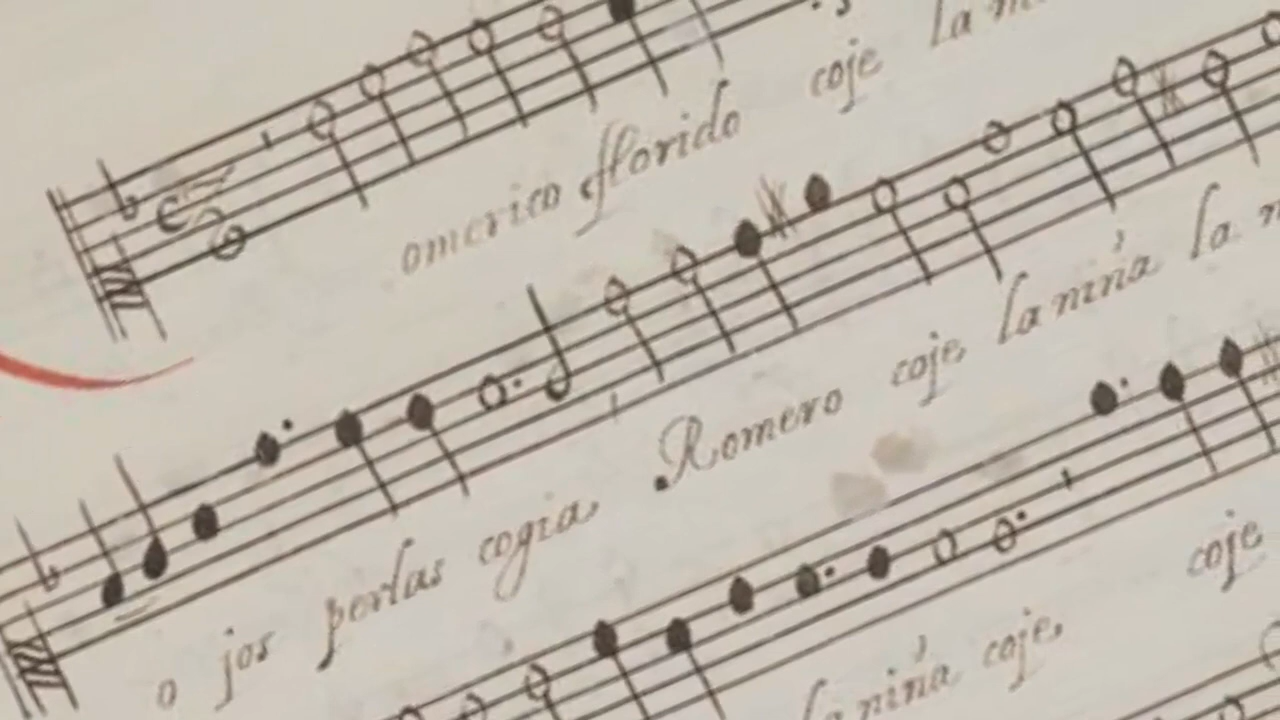 omerico florido coje la
o jos perlas cogia, Romero coje, la niña la
la niña coje, coje